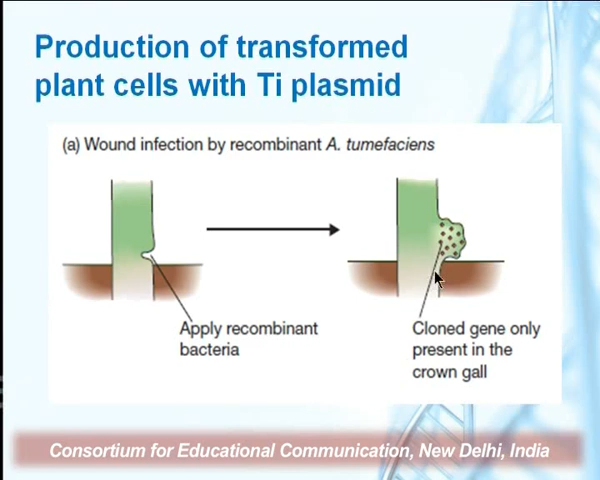 Production of transformed
plant cells with Ti plasmid
(a) Wound infection by recombinant A. tumefaciens
Apply recombinant
bacteria
Cloned gene only
present in the
crown gall
Consortium for Educational Communication, New Delhi, India